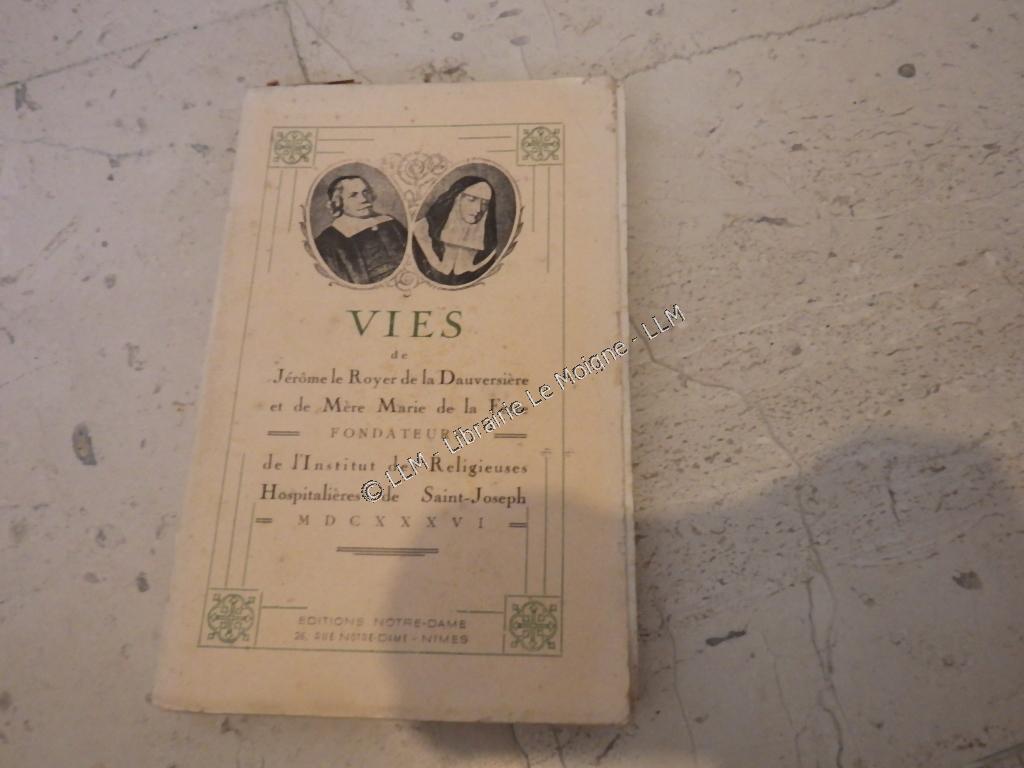 VIES
de
Jérôme le Royer de la Dauversière
et de Mère Marie de la
FONDATEUR
de l'Institut des Religieuses
Hospitalières de Saint-Joseph
MDCXXXVI
EDITIONS NOTRE-DAME
26, RUE NOTRE-DAME - NIMES
© LLM - Librairie Le Moigne - LLM